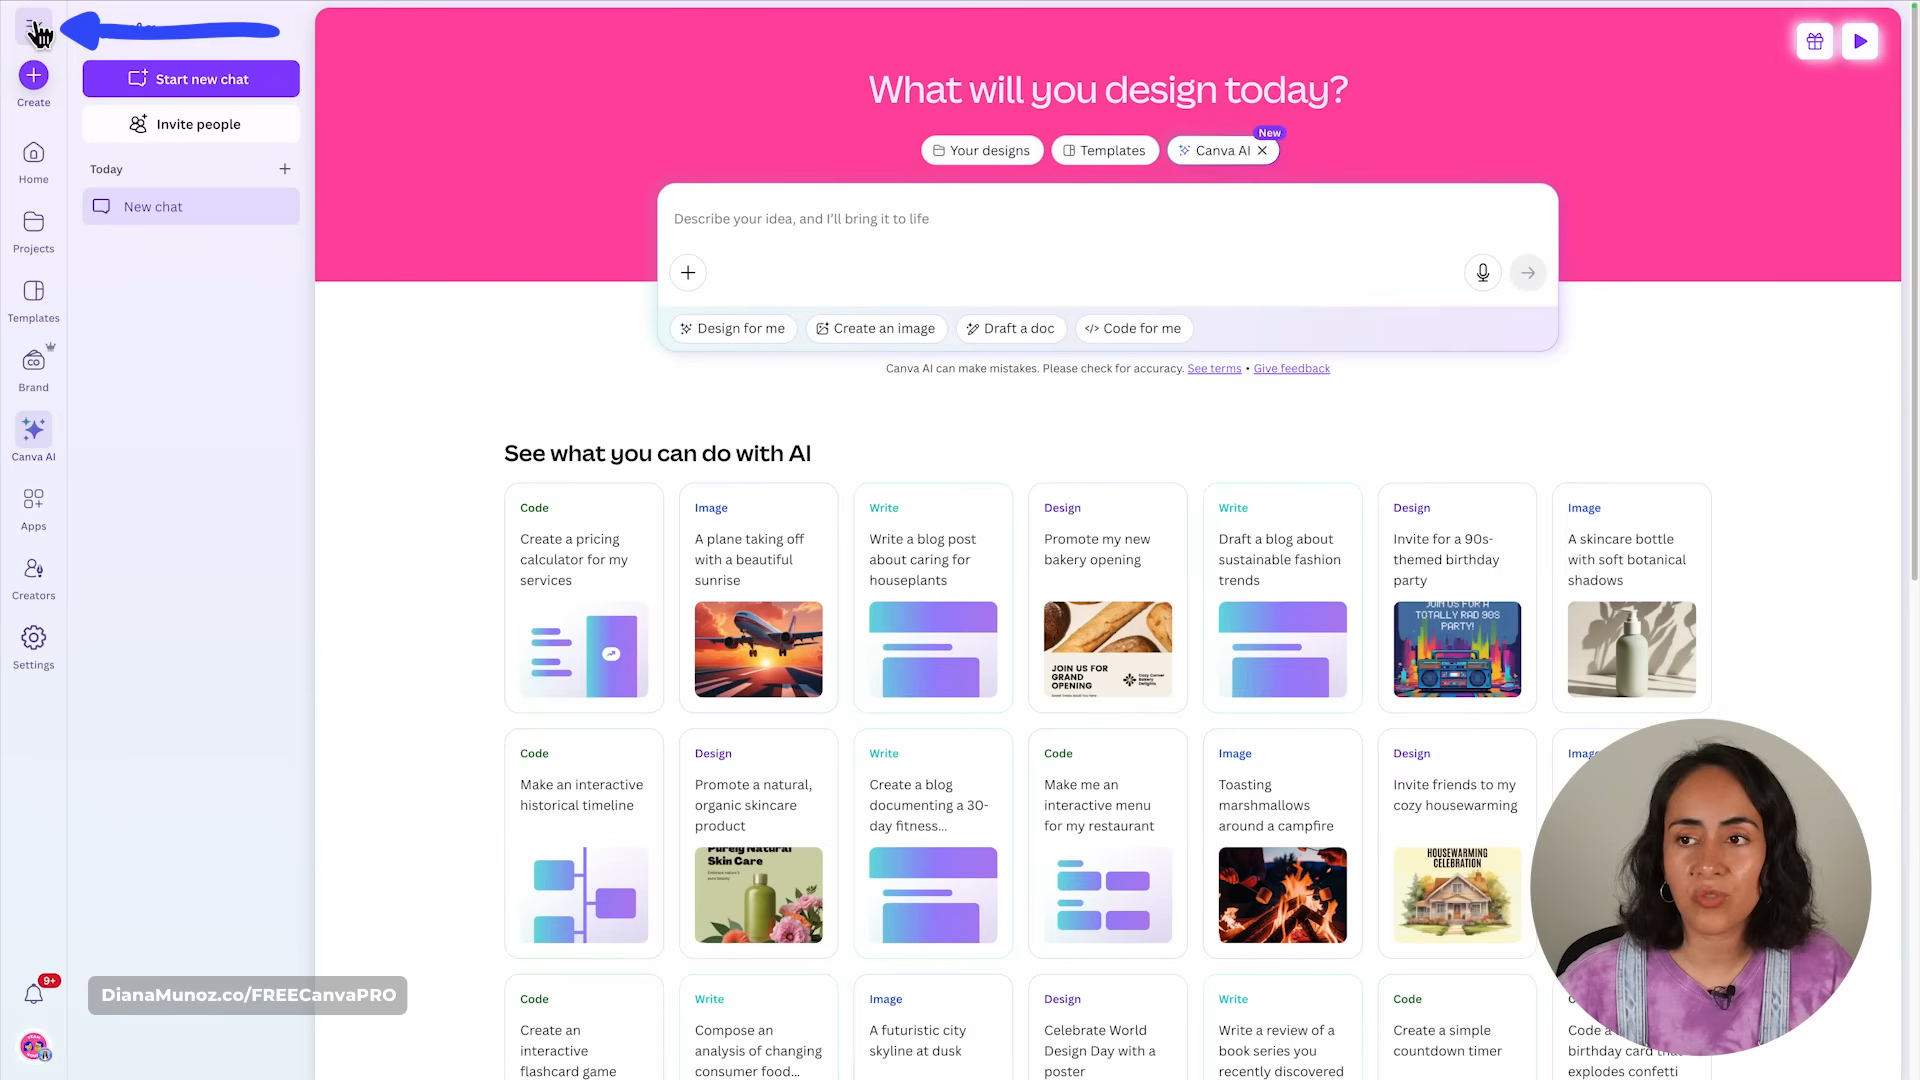 Create
Home
Projects
Templates
Brand
Canva AI
Apps
Creators
Settings
9+
Start new chat
Invite people
Today
New chat
What will you design today?
Your designs
Templates
Canva AI
New
Describe your idea, and I'll bring it to life
Design for me
Create an image
Draft a doc
Code for me
Canva AI can make mistakes. Please check for accuracy. See terms • Give feedback
See what you can do with AI
Code
Create a pricing
calculator for my
services
Image
A plane taking off
with a beautiful
sunrise
Write
Write a blog post
about caring for
houseplants
Design
Promote my new
bakery opening
JOIN US FOR
GRAND
OPENING
Cozy Corner
Bakery
Delights
Write
Draft a blog about
sustainable fashion
trends
Design
Invite for a 90s-
themed birthday
party
JOIN US FOR A
TOTALLY RAD 90S
PARTY!
Image
A skincare bottle
with soft botanical
shadows
Code
Make an interactive
historical timeline
Design
Promote a natural,
organic skincare
product
Purely Natural
Skin Care
Write
Create a blog
documenting a 30-
day fitness...
Code
Make me an
interactive menu
for my restaurant
Image
Toasting
marshmallows
around a campfire
Design
Invite friends to my
cozy housewarming
HOUSEWARMING
CELEBRATION
Code
Create an
interactive
flashcard game
Write
Compose an
analysis of changing
consumer food...
Image
A futuristic city
skyline at dusk
Design
Celebrate World
Design Day with a
poster
Write
Write a review of a
book series you
recently discovered
Code
Create a simple
countdown timer
Code a
birthday card that
explodes confetti
DianaMunoz.co/FREECanvaPRO